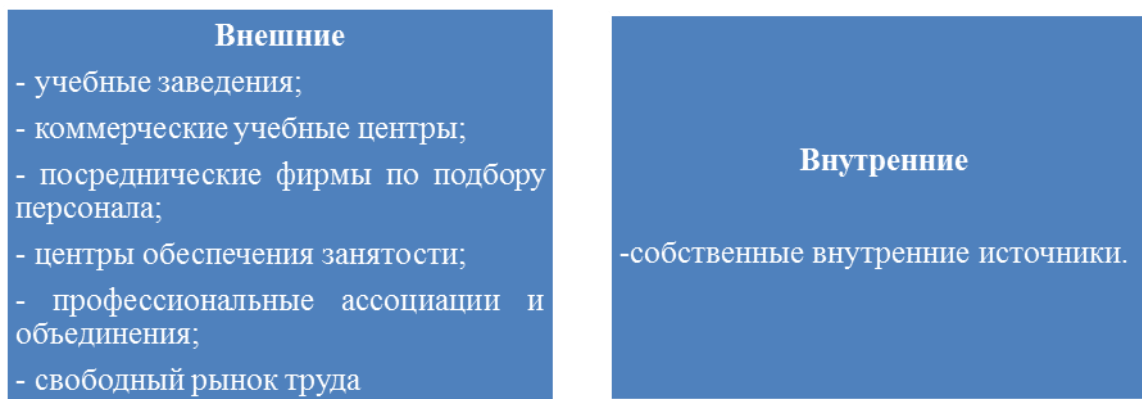 Внешние
- учебные заведения;
- коммерческие учебные центры;
- посреднические фирмы по подбору
персонала;
- центры обеспечения занятости;
- профессиональные ассоциации и
объединения;
- свободный рынок труда
Внутренние
-собственные внутренние источники.